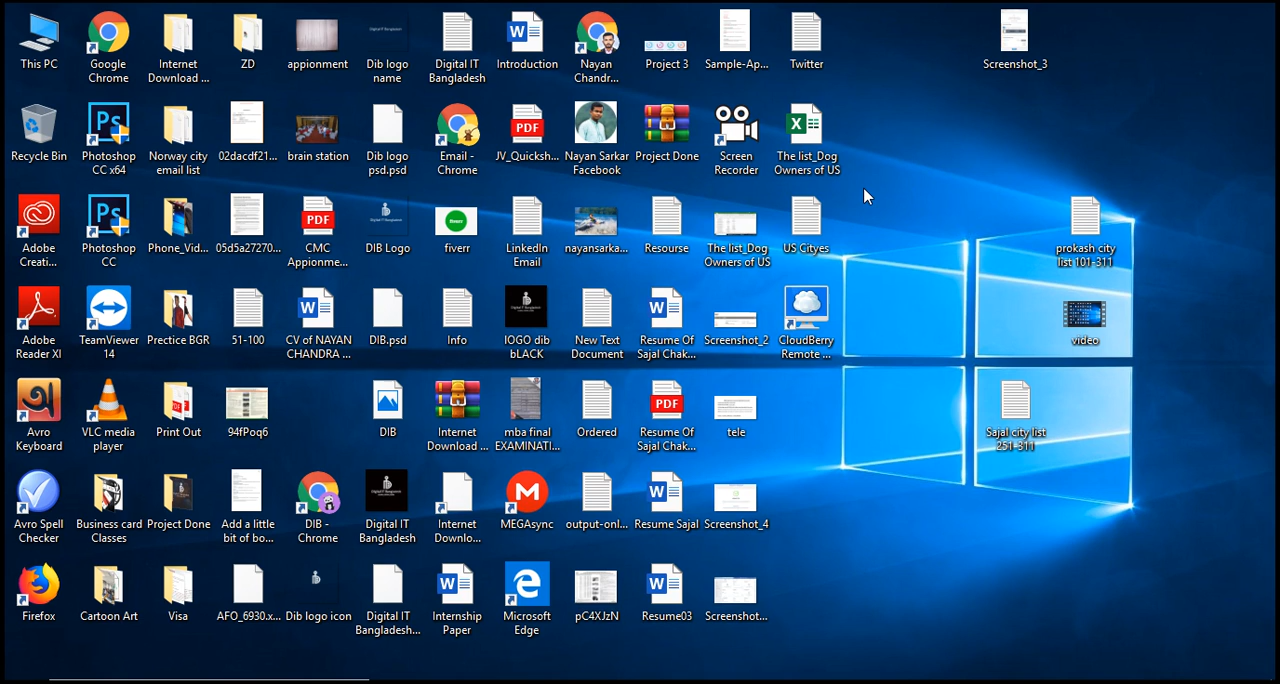 This PC
Google
Chrome
Internet
Download ...
ZD
appionment
Dib logo
name
Digital IT
Bangladesh
Introduction
Nayan
Chandr...
Project 3
Sample-Ap...
Twitter
Screenshot_3
Recycle Bin
Photoshop
CC x64
Norway city
email list
02dacdf21...
brain station
Dib logo
psd.psd
Email -
Chrome
JV_Quicksh...
Nayan Sarkar
Facebook
Project Done
Screen
Recorder
The list_Dog
Owners of US
Adobe
Creati...
Photoshop
CC
Phone_Vid...
05d5a27270...
CMC
Appionme...
DIB Logo
fiverr
LinkedIn
Email
nayansarka...
Resourse
The list_Dog
Owners of US
US Cityes
prokash city
list 101-311
Adobe
Reader XI
TeamViewer
14
Prectice BGR
51-100
CV of NAYAN
CHANDRA ...
DIB.psd
Info
lOGO dib
bLACK
New Text
Document
Resume Of
Sajal Chak...
Screenshot_2
CloudBerry
Remote ...
video
Avro
Keyboard
VLC media
player
Print Out
94fPoq6
DIB
Internet
Download ...
mba final
EXAMINATI...
Ordered
Resume Of
Sajal Chak...
tele
Sajal city list
251-311
Avro Spell
Checker
Business card
Classes
Project Done
Add a little
bit of bo...
DIB -
Chrome
Digital IT
Bangladesh
Internet
Downlo...
MEGAsync
output-onl...
Resume Sajal
Screenshot_4
Firefox
Cartoon Art
Visa
AFO_6930.x...
Dib logo icon
Digital IT
Bangladesh...
Internship
Paper
Microsoft
Edge
pC4XJzN
Resume03
Screenshot...